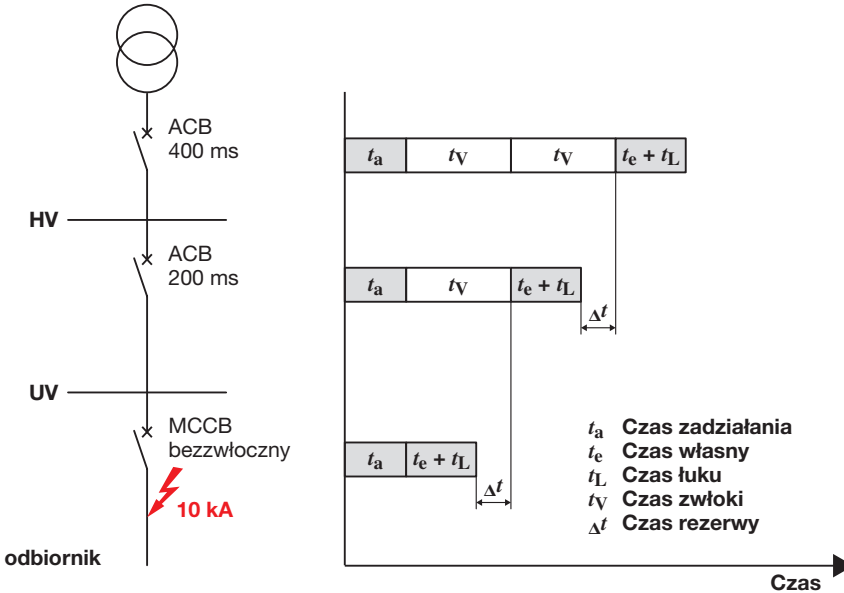 ACB
400 ms
HV
ACB
200 ms
UV
MCCB
bezzwłoczny
10 kA
odbiornik
ta tV tV te + tL
ta tV te + tL
Δt
ta te + tL
Δt
ta Czas zadziałania
te Czas własny
tL Czas łuku
tV Czas zwłoki
Δt Czas rezerwy
Czas